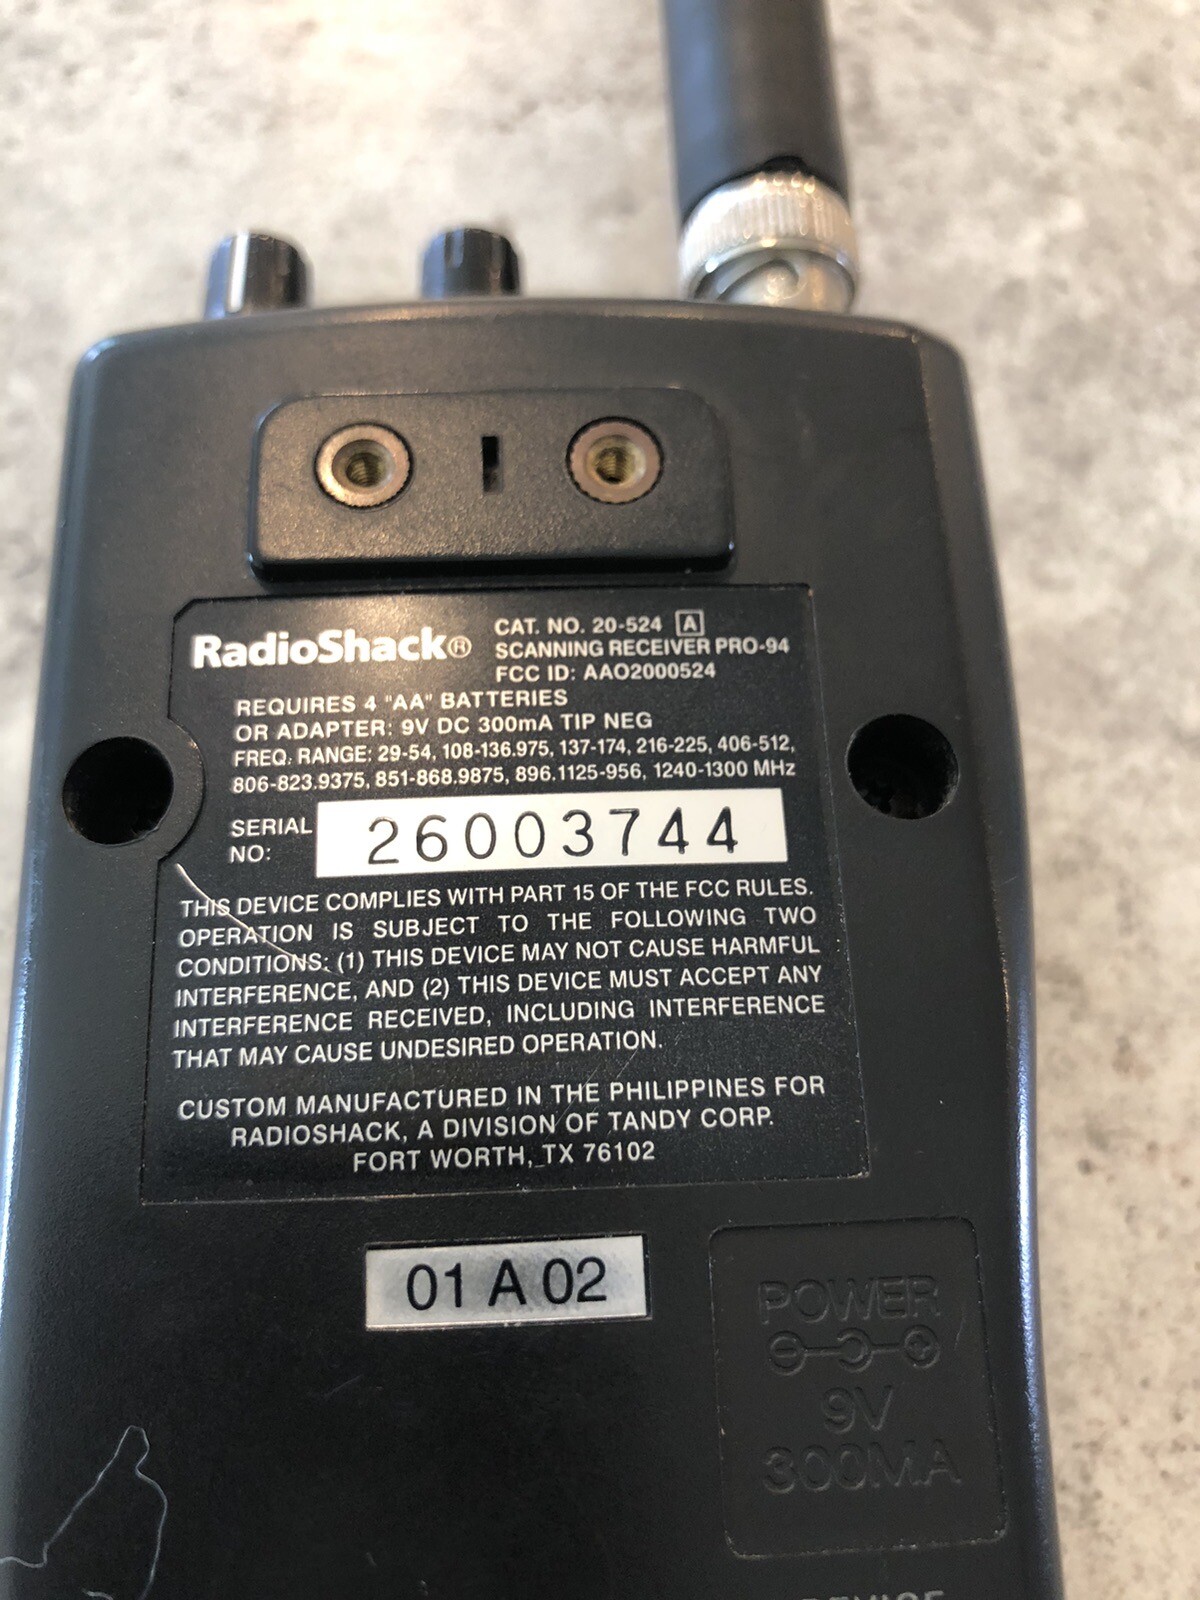 RadioShack®
CAT. NO. 20-524 A
SCANNING RECEIVER PRO-94
FCC ID: AAO2000524
REQUIRES 4 "AA" BATTERIES
OR ADAPTER: 9V DC 300mA TIP NEG
FREQ. RANGE: 29-54, 108-136.975, 137-174, 216-225, 406-512,
806-823.9375, 851-868.9875, 896.1125-956, 1240-1300 MHz
SERIAL
NO:
26003744
THIS DEVICE COMPLIES WITH PART 15 OF THE FCC RULES.
OPERATION IS SUBJECT TO THE FOLLOWING TWO
CONDITIONS: (1) THIS DEVICE MAY NOT CAUSE HARMFUL
INTERFERENCE, AND (2) THIS DEVICE MUST ACCEPT ANY
INTERFERENCE RECEIVED, INCLUDING INTERFERENCE
THAT MAY CAUSE UNDESIRED OPERATION.
CUSTOM MANUFACTURED IN THE PHILIPPINES FOR
RADIOSHACK, A DIVISION OF TANDY CORP.
FORT WORTH, TX 76102
01 A 02
POWER
9V
300MA